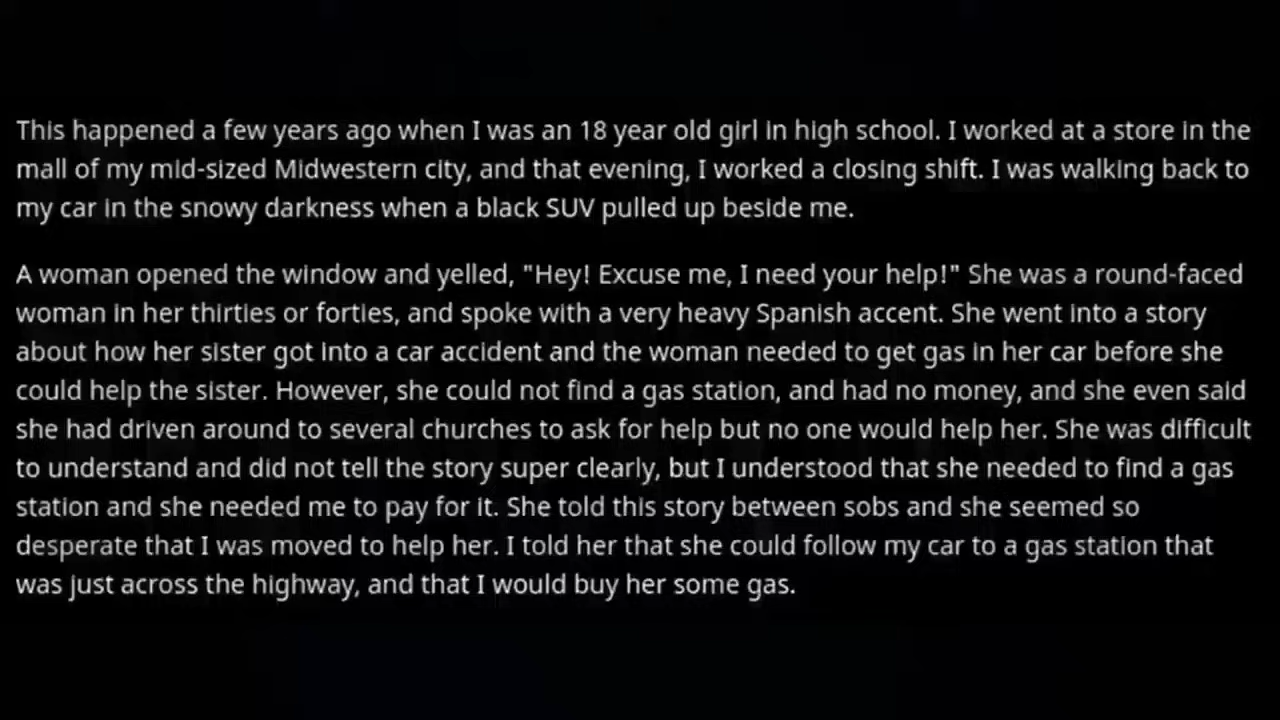 This happened a few years ago when I was an 18 year old girl in high school. I worked at a store in the
mall of my mid-sized Midwestern city, and that evening, I worked a closing shift. I was walking back to
my car in the snowy darkness when a black SUV pulled up beside me.
A woman opened the window and yelled, "Hey! Excuse me, I need your help!" She was a round-faced
woman in her thirties or forties, and spoke with a very heavy Spanish accent. She went into a story
about how her sister got into a car accident and the woman needed to get gas in her car before she
could help the sister. However, she could not find a gas station, and had no money, and she even said
she had driven around to several churches to ask for help but no one would help her. She was difficult
to understand and did not tell the story super clearly, but I understood that she needed to find a gas
station and she needed me to pay for it. She told this story between sobs and she seemed so
desperate that I was moved to help her. I told her that she could follow my car to a gas station that
was just across the highway, and that I would buy her some gas.